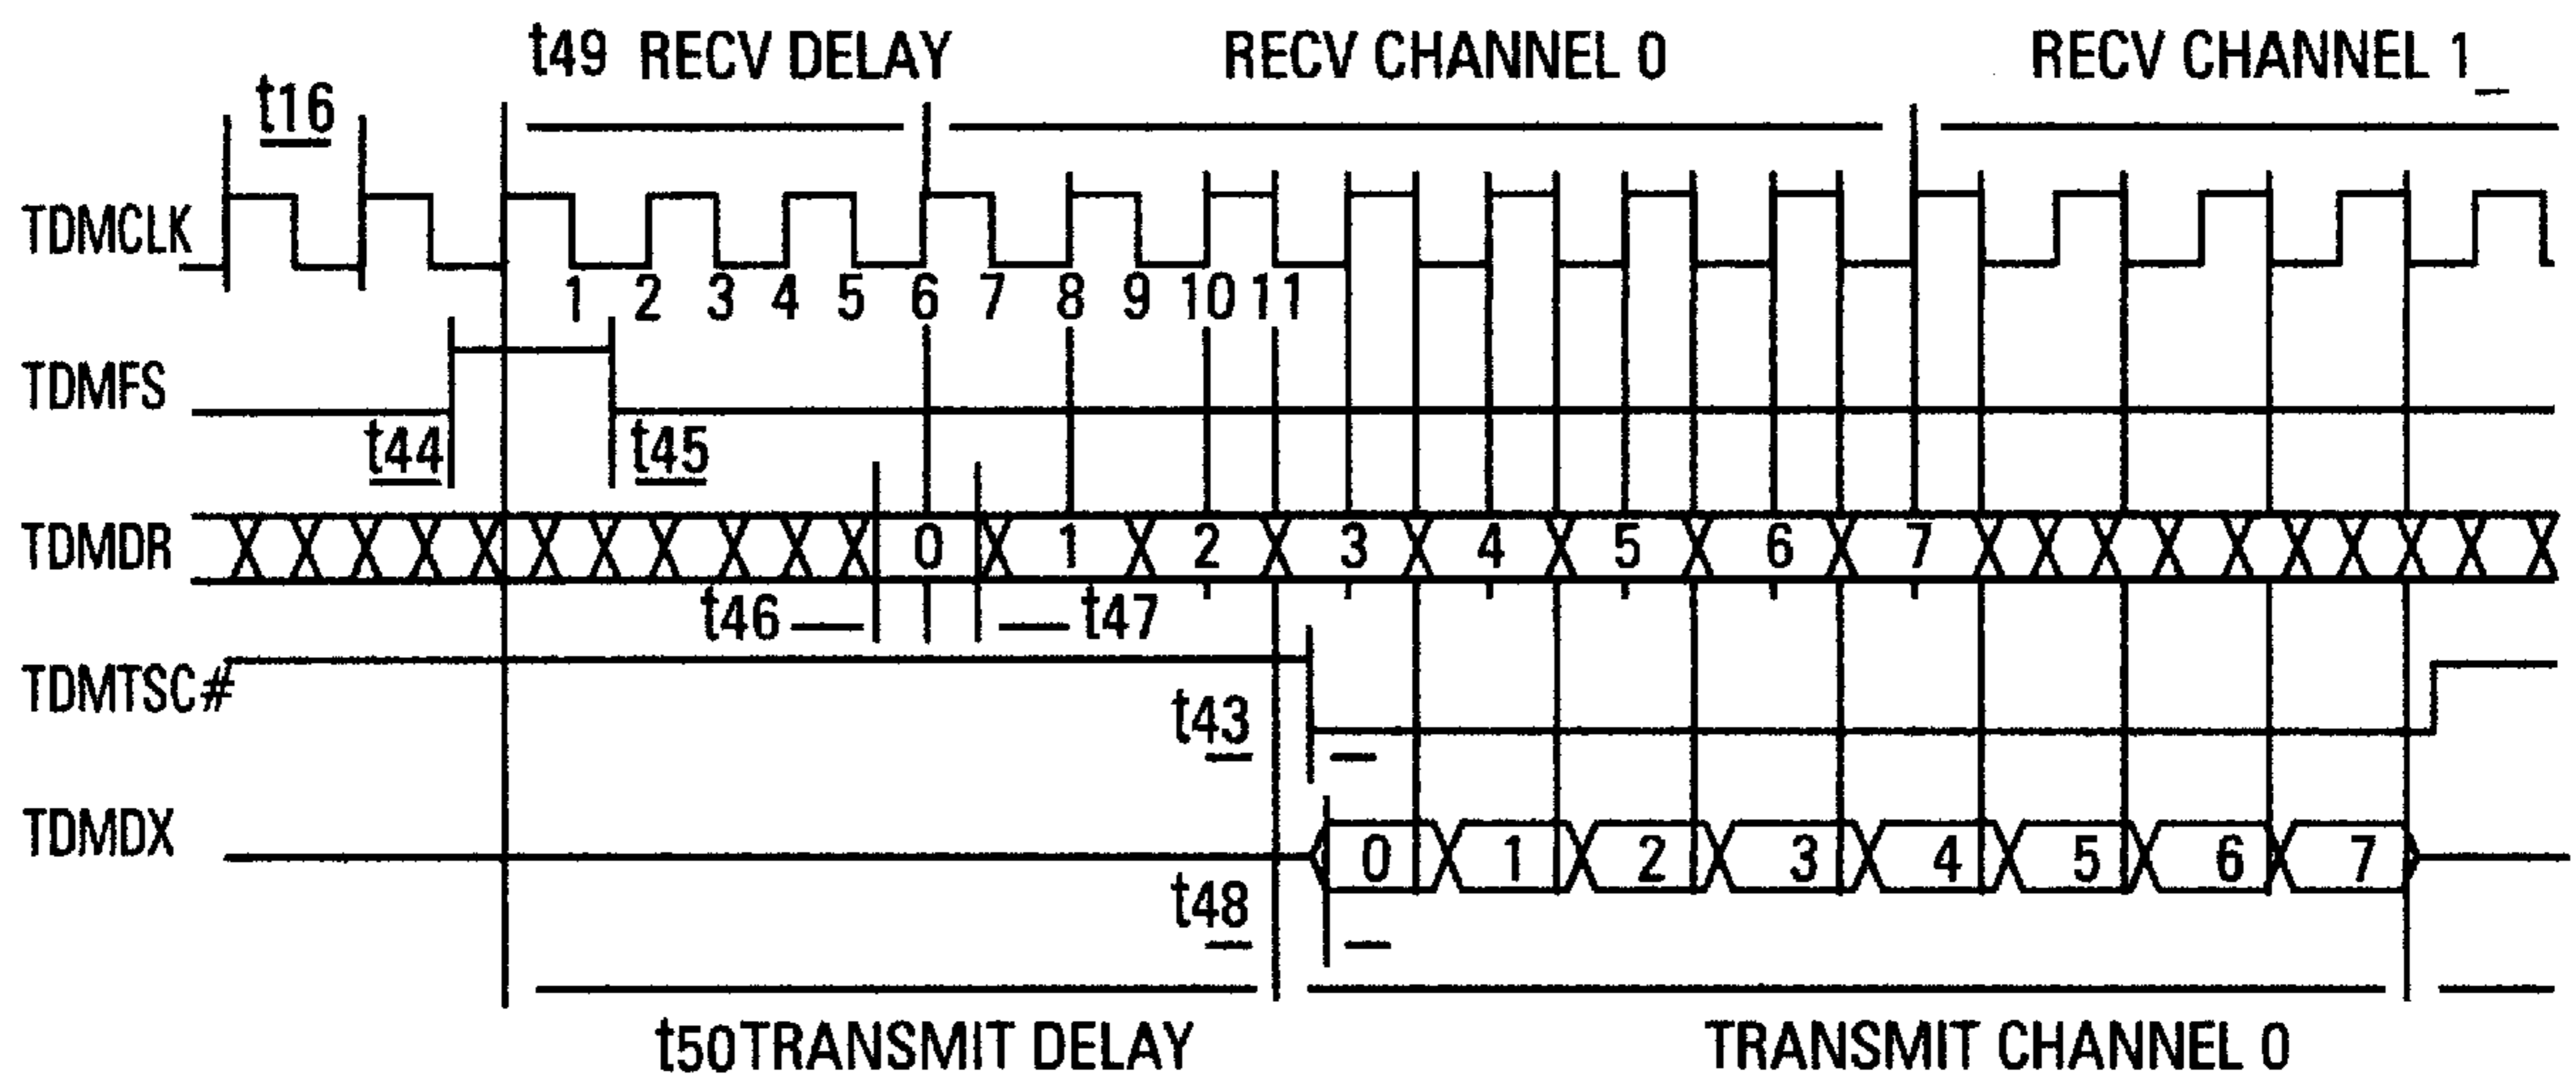 t49 RECV DELAY RECV CHANNEL 0 RECV CHANNEL 1
t16
TDMCLK
1 2 3 4 5 6 7 8 9 10 11
TDMFS
t44 t45
TDMDR 0 1 2 3 4 5 6 7
t46 t47
TDMTSC#
t43
TDMDX 0 1 2 3 4 5 6 7
t48
t50 TRANSMIT DELAY TRANSMIT CHANNEL 0